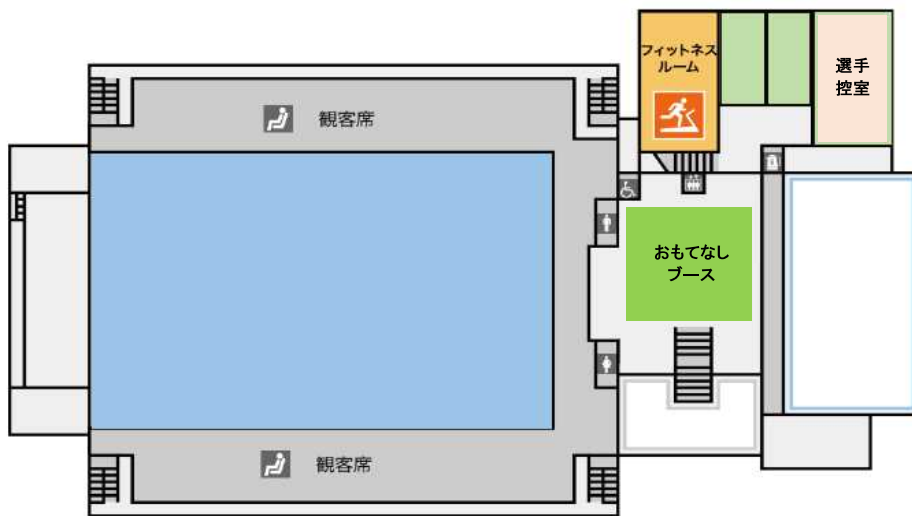 フィットネス
ルーム
選手
控室
観客席
おもてなし
ブース
観客席